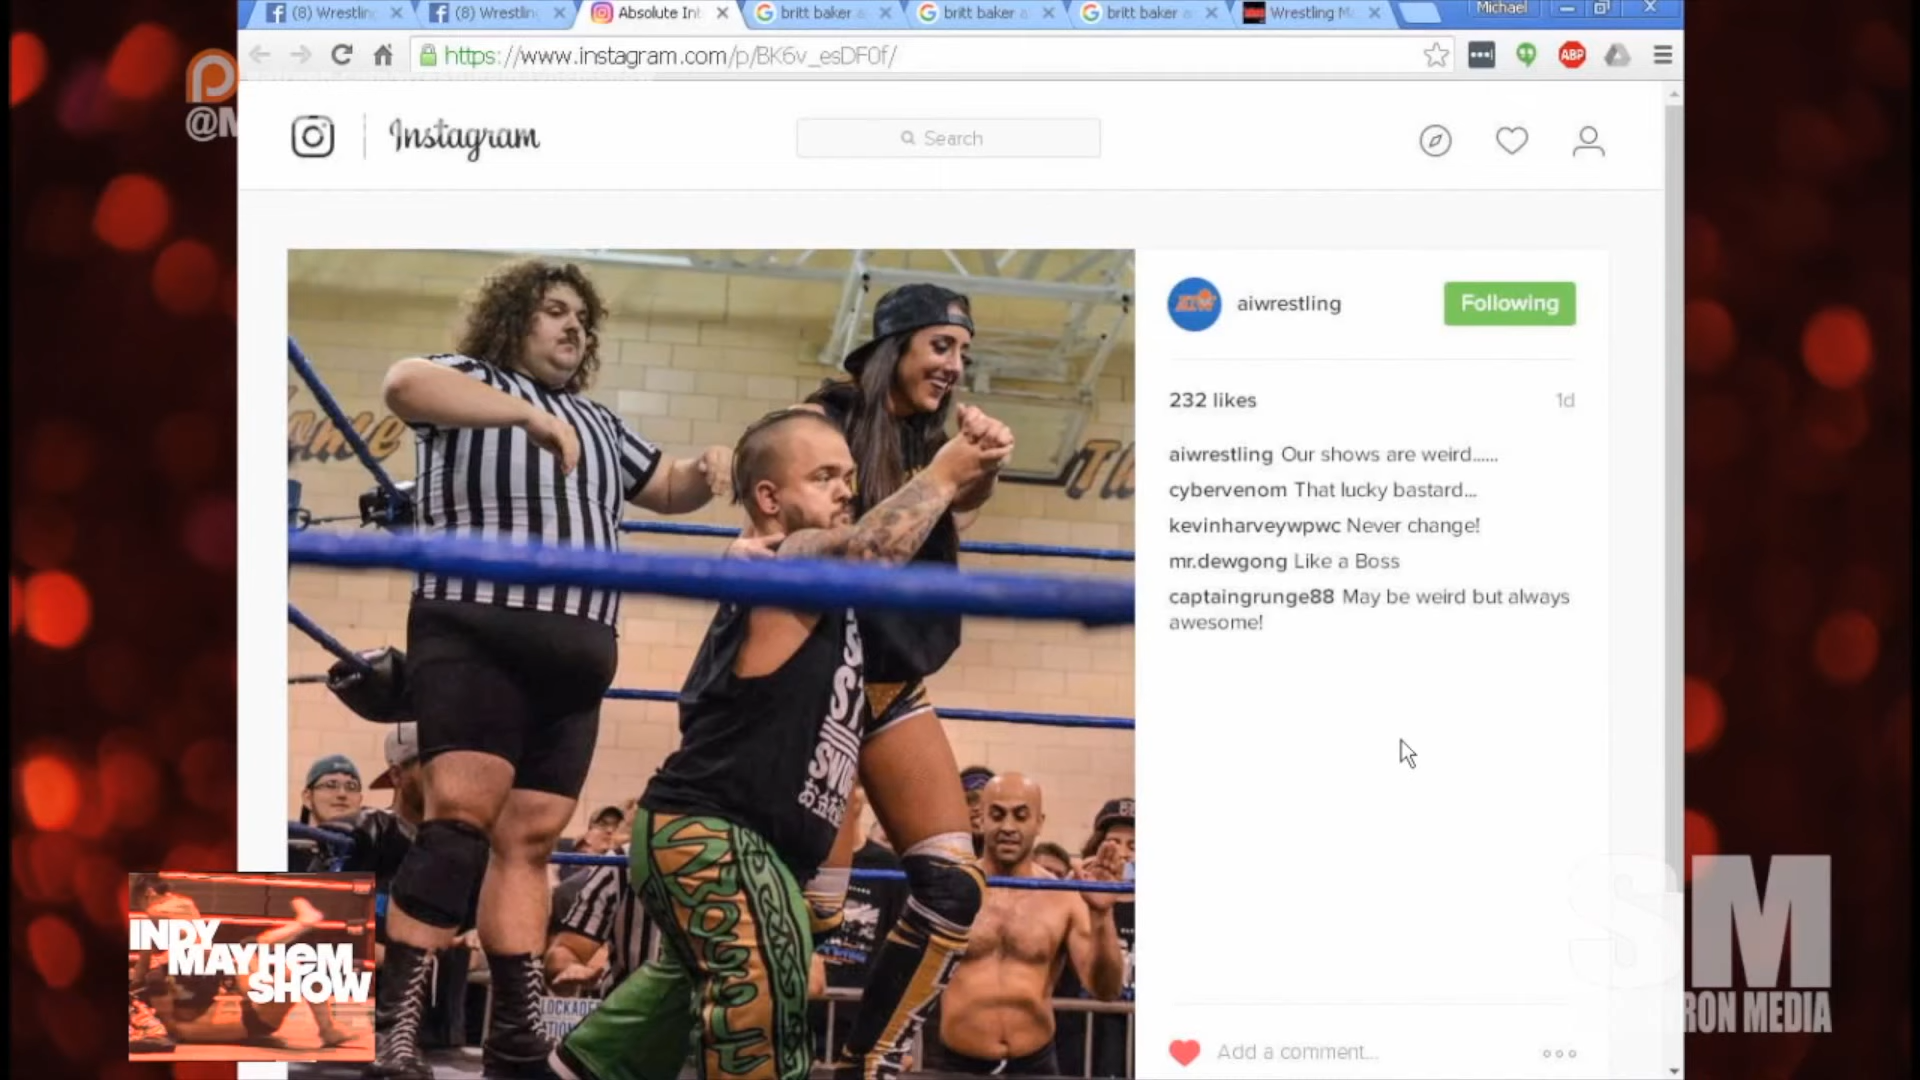 (8) Wrestlin
(8) Wrestlin
Absolute Int
britt baker a
britt baker a
britt baker a
Wrestling M
Michael
https://www.instagram.com/p/BK6v_esDF0f/
ABP
@M
Instagram
Search
aiwrestling
Following
232 likes
1d
aiwrestling Our shows are weird......
cybervenom That lucky bastard...
kevinharveywpwc Never change!
mr.dewgong Like a Boss
captaingrunge88 May be weird but always
awesome!
Add a comment...
INDY
MAYHEM
SHOW
SM
RON MEDIA